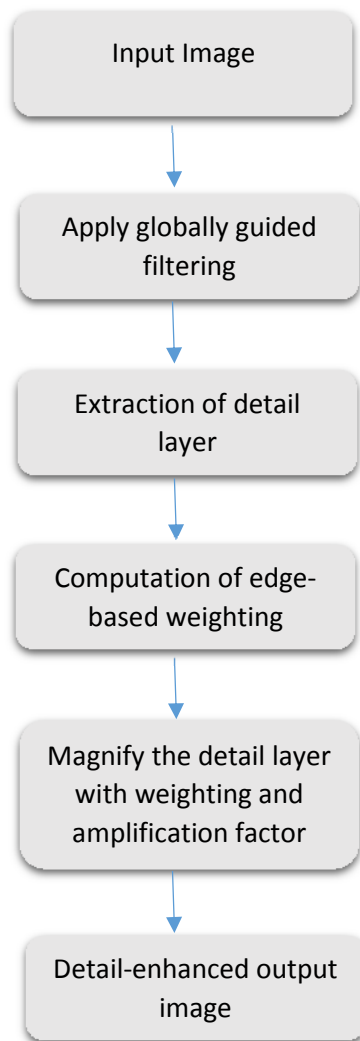 Input Image
Apply globally guided
filtering
Extraction of detail
layer
Computation of edge-
based weighting
Magnify the detail layer
with weighting and
amplification factor
Detail-enhanced output
image